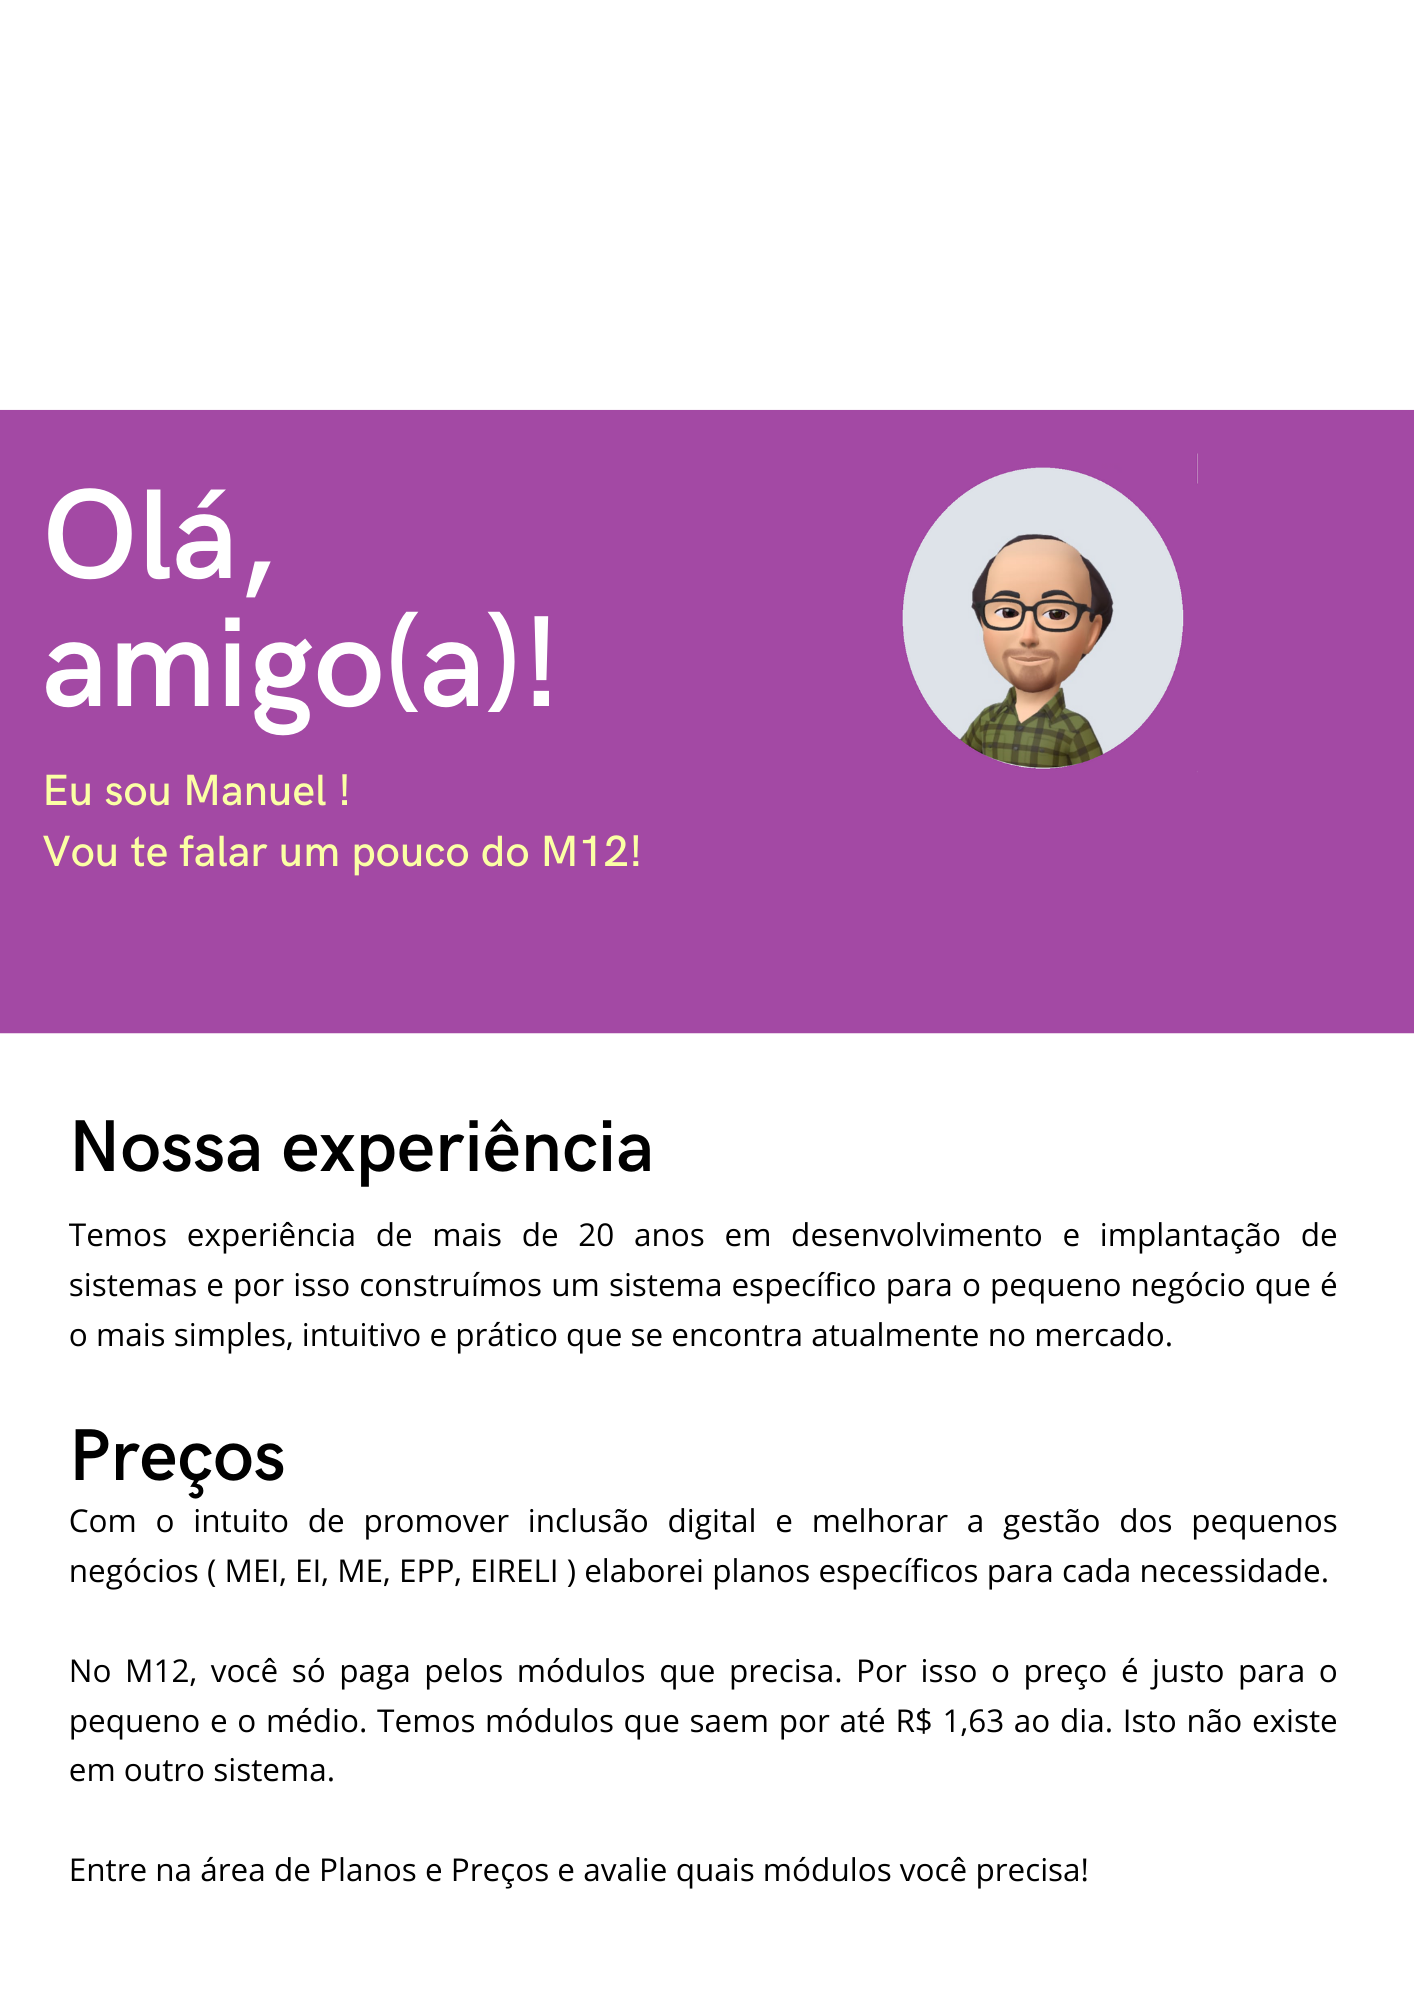 Olá,
amigo(a)!
Eu sou Manuel !
Vou te falar um pouco do M12!
Nossa experiência
Temos experiência de mais de 20 anos em desenvolvimento e implantação de
sistemas e por isso construímos um sistema específico para o pequeno negócio que é
o mais simples, intuitivo e prático que se encontra atualmente no mercado.
Preços
Com o intuito de promover inclusão digital e melhorar a gestão dos pequenos
negócios ( MEI, EI, ME, EPP, EIRELI ) elaborei planos específicos para cada necessidade.
No M12, você só paga pelos módulos que precisa. Por isso o preço é justo para o
pequeno e o médio. Temos módulos que saem por até R$ 1,63 ao dia. Isto não existe
em outro sistema.
Entre na área de Planos e Preços e avalie quais módulos você precisa!